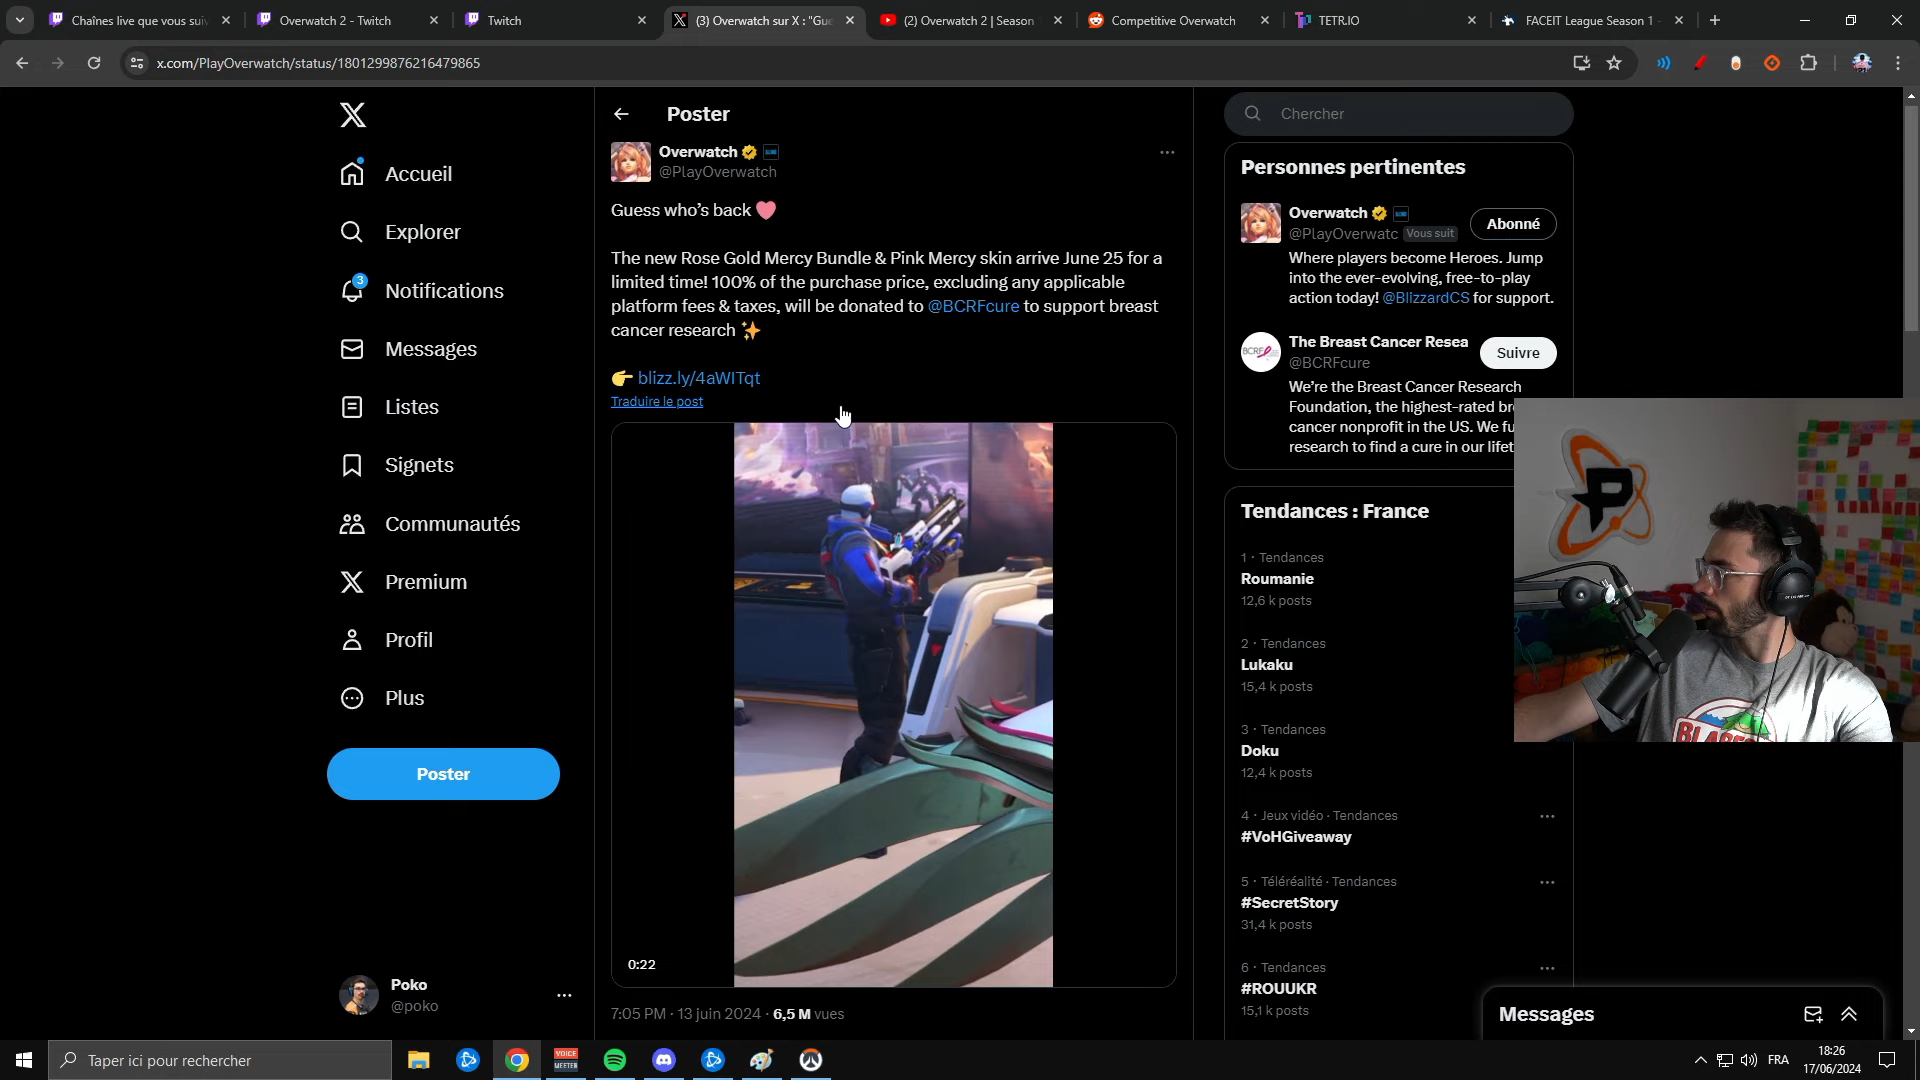 Chaînes live que vous sui
Overwatch 2 - Twitch
Twitch
(3) Overwatch sur X : "Gue
(2) Overwatch 2 | Season
Competitive Overwatch
TETR.IO
FACEIT League Season 1 -
x.com/PlayOverwatch/status/1801299876216479865
Accueil
Explorer
3
Notifications
Messages
Listes
Signets
Communautés
Premium
Profil
Plus
Poster
Poko
@poko
Poster
Overwatch
@PlayOverwatch
Guess who's back
The new Rose Gold Mercy Bundle & Pink Mercy skin arrive June 25 for a
limited time! 100% of the purchase price, excluding any applicable
platform fees & taxes, will be donated to @BCRFcure to support breast
cancer research
blizz.ly/4aWITqt
Traduire le post
0:22
7:05 PM · 13 juin 2024 · 6,5 M vues
Chercher
Personnes pertinentes
Overwatch
@PlayOverwatc Vous suit
Abonné
Where players become Heroes. Jump
into the ever-evolving, free-to-play
action today! @BlizzardCS for support.
BCRF
The Breast Cancer Resea
@BCRFcure
Suivre
We're the Breast Cancer Research
Foundation, the highest-rated br
cancer nonprofit in the US. We fu
research to find a cure in our lifet
Tendances : France
1 · Tendances
Roumanie
12,6 k posts
2 · Tendances
Lukaku
15,4 k posts
3 · Tendances
Doku
12,4 k posts
4 · Jeux vidéo · Tendances
#VoHGiveaway
5 · Téléréalité · Tendances
#SecretStory
31,4 k posts
6 · Tendances
#ROUUKR
15,1 k posts
P
Messages
Taper ici pour rechercher
VOICE
MEETER
FRA
18:26
17/06/2024